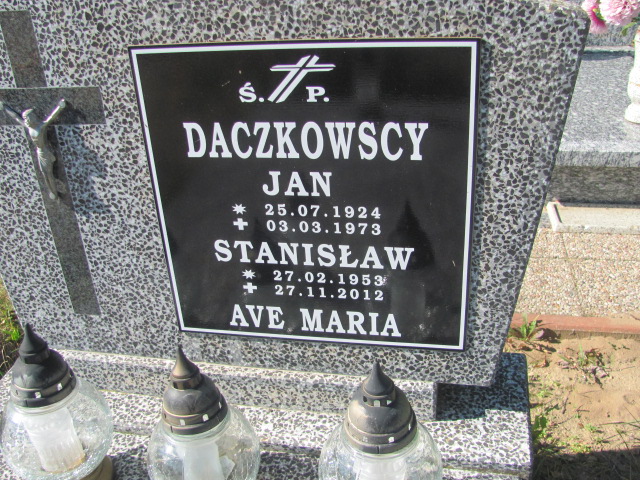 Ś. P.
DACZKOWSCY
JAN
25.07.1924
03.03.1973
STANISŁAW
27.02.1953
27.11.2012
AVE MARIA